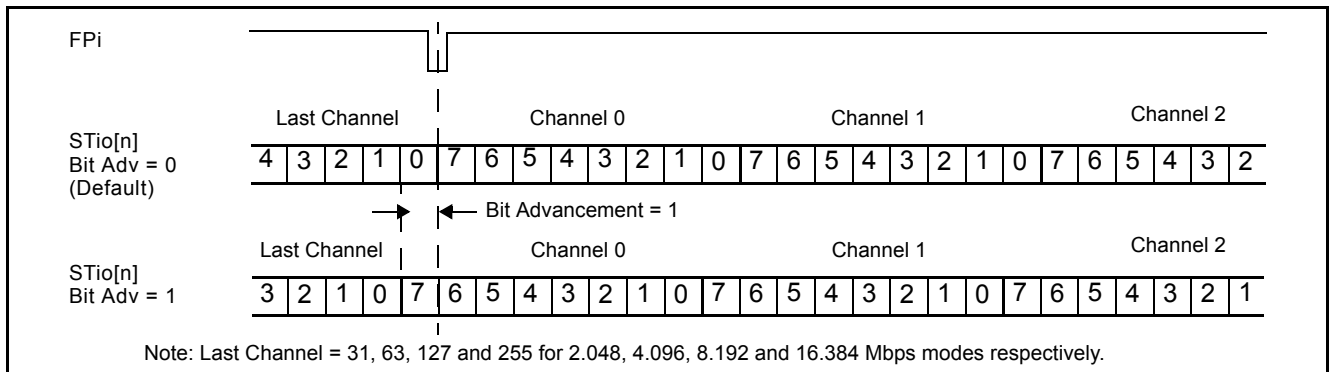 FPi
Last Channel Channel 0 Channel 1 Channel 2
STio[n]
Bit Adv = 0
(Default)
4 3 2 1 0 7 6 5 4 3 2 1 0 7 6 5 4 3 2 1 0 7 6 5 4 3 2
Bit Advancement = 1
Last Channel Channel 0 Channel 1 Channel 2
STio[n]
Bit Adv = 1
3 2 1 0 7 6 5 4 3 2 1 0 7 6 5 4 3 2 1 0 7 6 5 4 3 2 1
Note: Last Channel = 31, 63, 127 and 255 for 2.048, 4.096, 8.192 and 16.384 Mbps modes respectively.